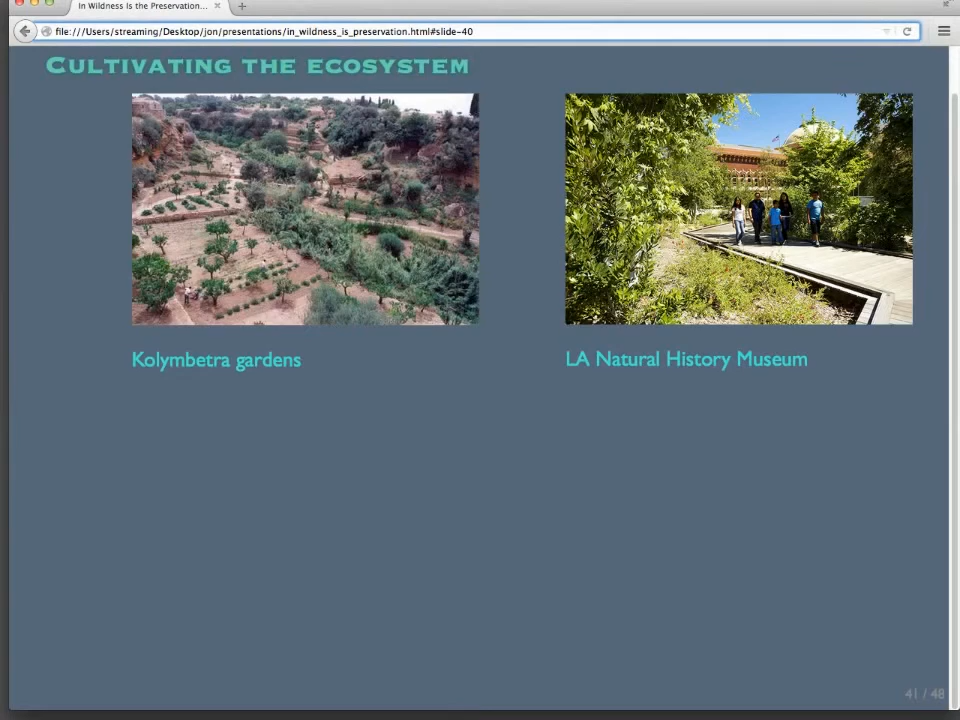 In Wildness Is the Preservation...
file:///Users/streaming/Desktop/jon/presentations/in_wildness_is_preservation.html#slide-40
Cultivating the ecosystem
Kolymbetra gardens
LA Natural History Museum
41 / 48